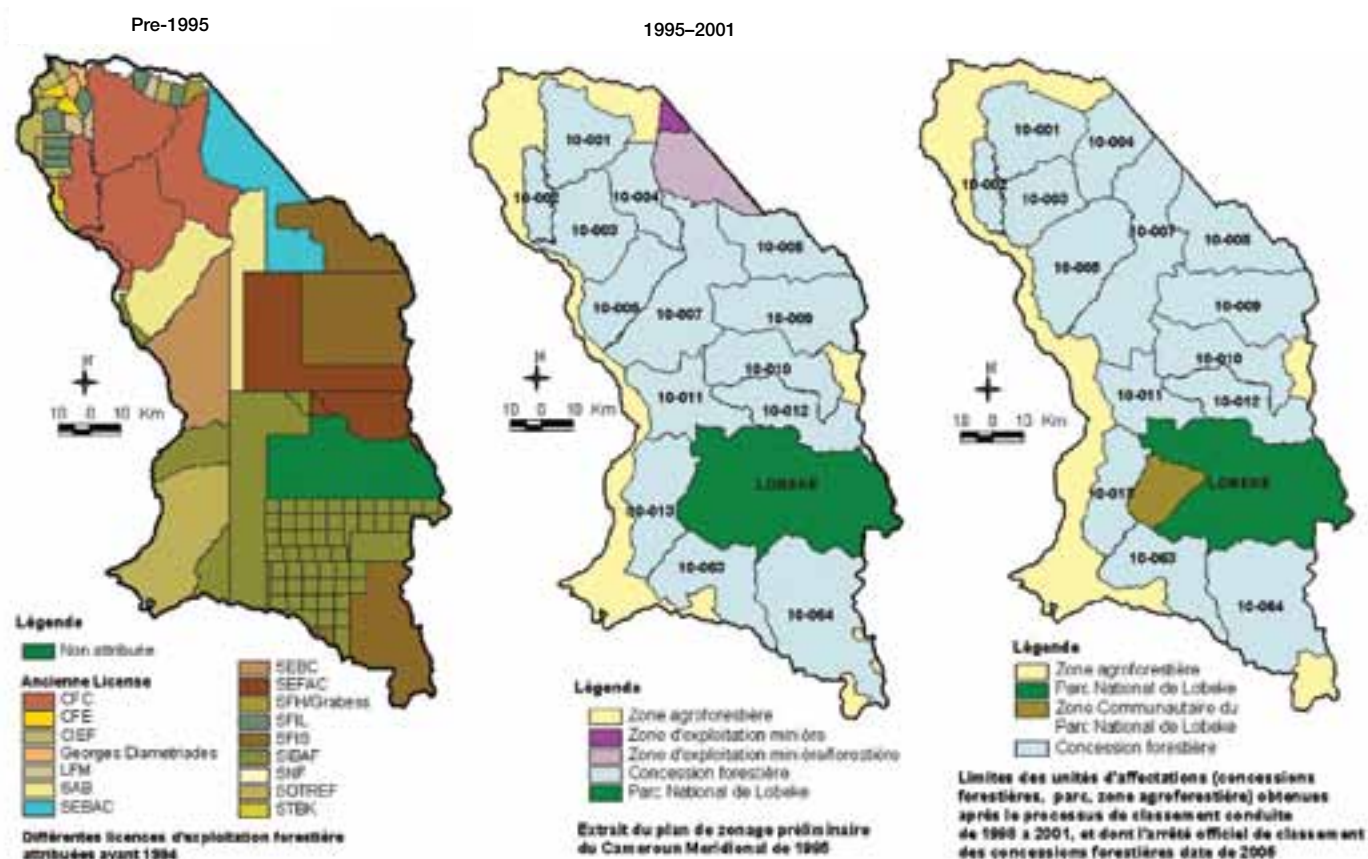 Pre-1995
1995–2001
N
10 0 10 Km
Légende
Non attribuée
Ancienne License
CFC
CFE
CIEF
Georges Diametriades
LFM
SAB
SEBAC
SEBC
SEFAC
SFH/Grabess
SFIL
SFIS
SIBAF
SNF
SOTREF
STBK
Différentes licences d'exploitation forestière
attribuées avant 1994
10-001
10-002
10-004
10-003
10-008
10-007
10-009
10-010
10-011
10-012
LOBEKE
10-013
10-063
10-064
N
10 0 10 Km
Légende
Zone agroforestière
Zone d'exploitation minière
Zone d'exploitation minière/forestière
Concession forestière
Parc National de Lobeke
Extrait du plan de zonage préliminaire
du Cameroun Meridional de 1995
10-001
10-004
10-002
10-003
10-007
10-008
10-009
10-010
10-011
10-012
LOBEKE
10-063
10-064
N
10 0 10 Km
Légende
Zone agroforestière
Parc National de Lobeke
Zone Communautaire du
Parc National de Lobeke
Concession forestière
Limites des unités d'affectations (concessions
forestières, parc, zone agroforestière) obtenues
après le processus de classement conduite
de a 2001, et dont l'arrêté officiel de classement
des concessions forestières date de